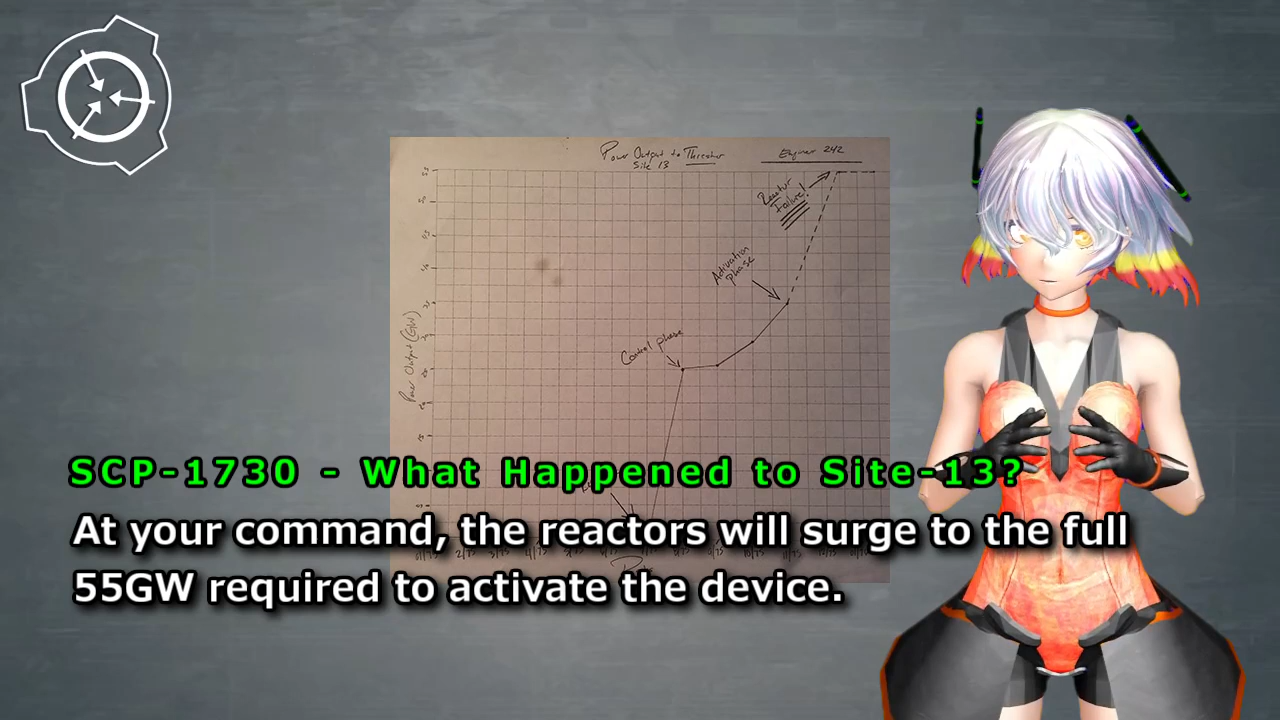 Power Output to Thresher
Site 13
Engineer 242
Reactor
Failure!
Activation
phase
Control phase
Power Output (GW)
SCP-1730 - What Happened to Site-13?
At your command, the reactors will surge to the full
55GW required to activate the device.